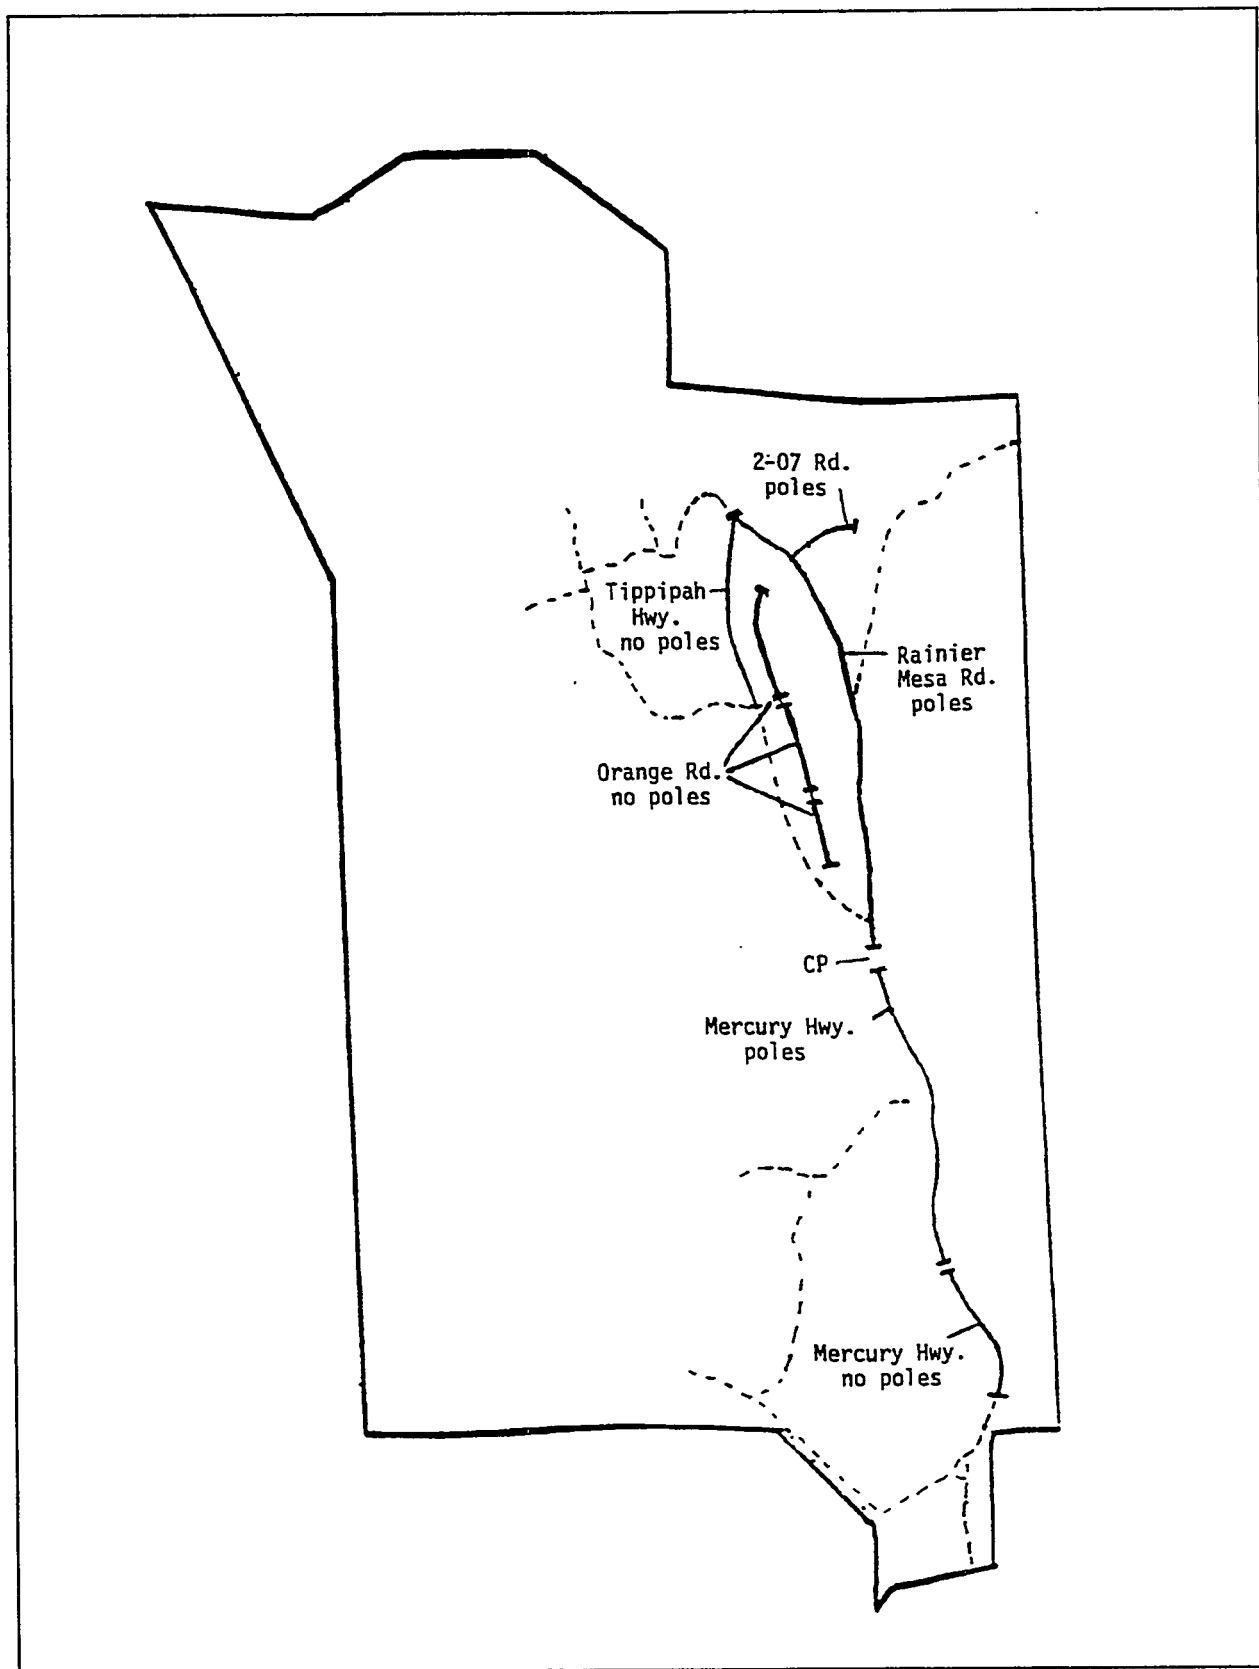 2-07 Rd.
poles
Tippipah
Hwy.
no poles
Rainier
Mesa Rd.
poles
Orange Rd.
no poles
CP
Mercury Hwy.
poles
Mercury Hwy.
no poles